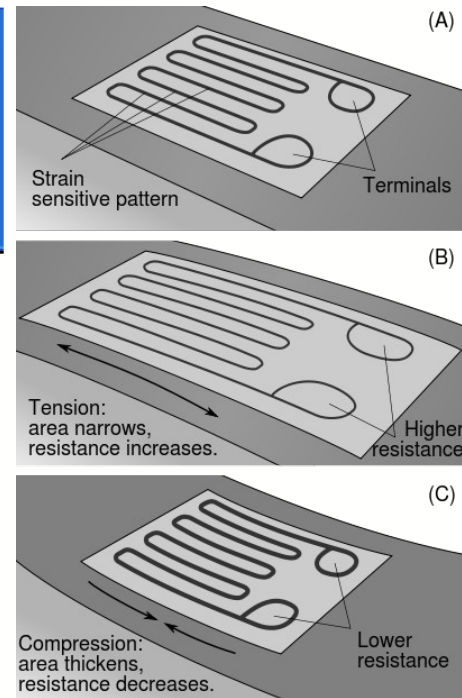 (A)
Strain
sensitive pattern
Terminals
(B)
Tension:
area narrows,
resistance increases.
Higher
resistance
(C)
Compression:
area thickens,
resistance decreases.
Lower
resistance